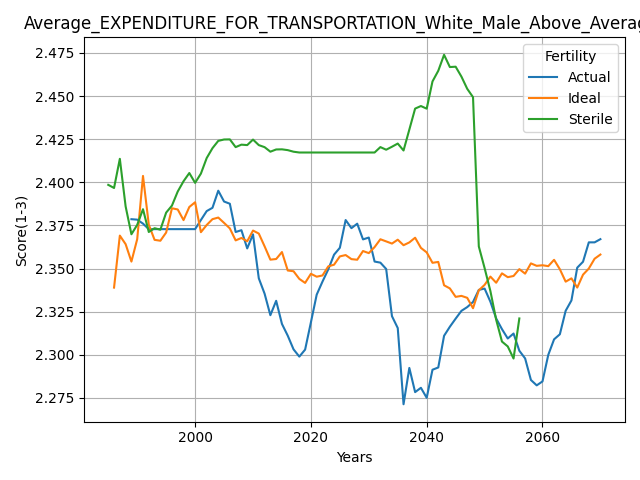 Average_EXPENDITURE_FOR_TRANSPORTATION_White_Male_Above_Averag
Fertility
Actual
Ideal
Sterile
2.475
2.450
2.425
2.400
2.375
2.350
2.325
2.300
2.275
Score(1-3)
2000 2020 2040 2060
Years